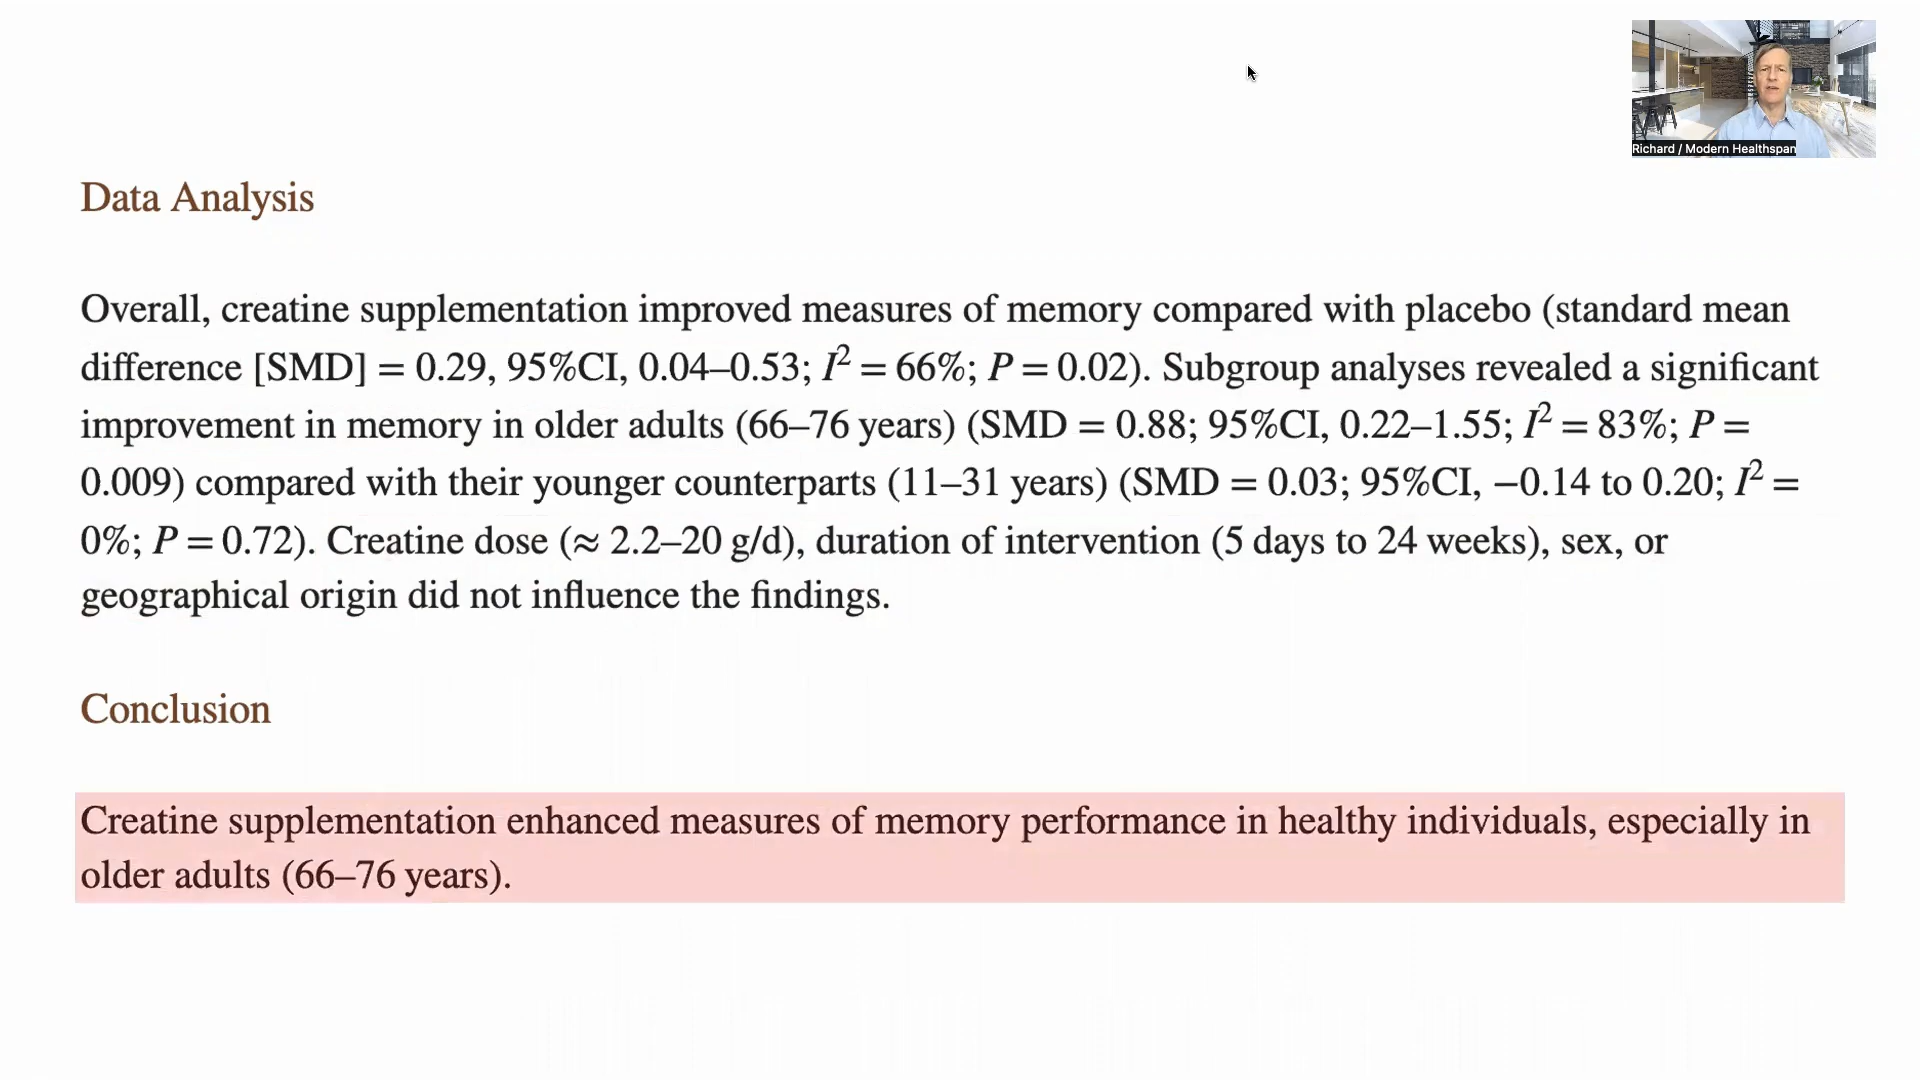 Richard / Modern Healthspan
Data Analysis
Overall, creatine supplementation improved measures of memory compared with placebo (standard mean
difference [SMD] = 0.29, 95%CI, 0.04–0.53; I² = 66%; P = 0.02). Subgroup analyses revealed a significant
improvement in memory in older adults (66–76 years) (SMD = 0.88; 95%CI, 0.22–1.55; I² = 83%; P =
0.009) compared with their younger counterparts (11–31 years) (SMD = 0.03; 95%CI, −0.14 to 0.20; I² =
0%; P = 0.72). Creatine dose (≈ 2.2–20 g/d), duration of intervention (5 days to 24 weeks), sex, or
geographical origin did not influence the findings.
Conclusion
Creatine supplementation enhanced measures of memory performance in healthy individuals, especially in
older adults (66–76 years).